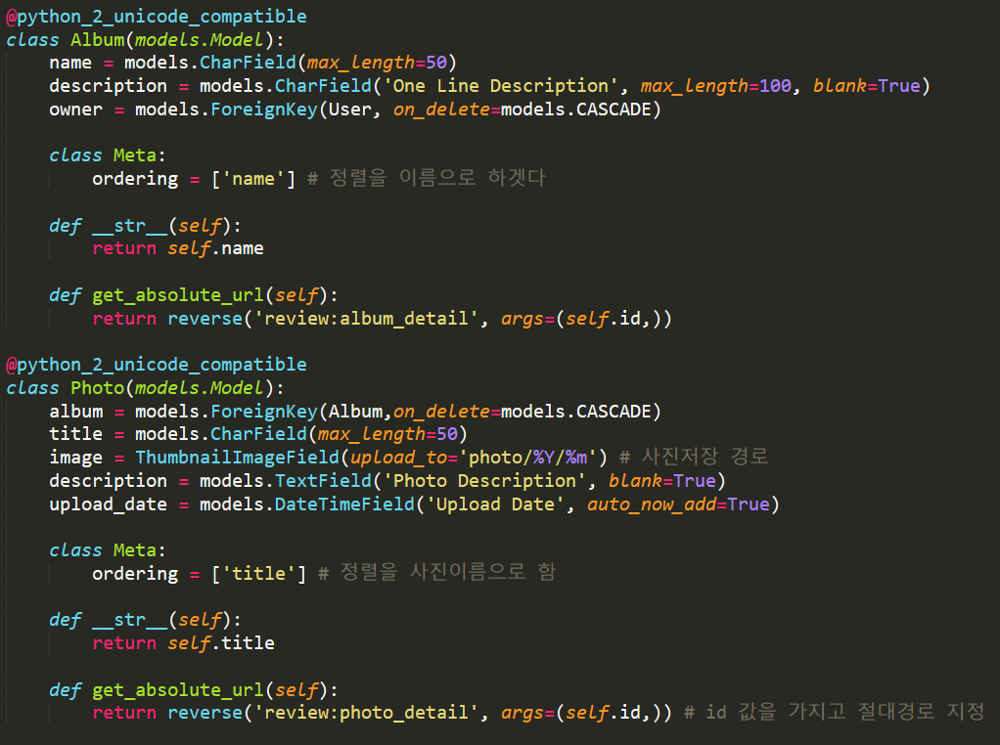 @python_2_unicode_compatible
class Album(models.Model):
    name = models.CharField(max_length=50)
    description = models.CharField('One Line Description', max_length=100, blank=True)
    owner = models.ForeignKey(User, on_delete=models.CASCADE)
    class Meta:
        ordering = ['name'] # 정렬을 이름으로 하겟다
    def __str__(self):
        return self.name
    def get_absolute_url(self):
        return reverse('review:album_detail', args=(self.id,))
@python_2_unicode_compatible
class Photo(models.Model):
    album = models.ForeignKey(Album,on_delete=models.CASCADE)
    title = models.CharField(max_length=50)
    image = ThumbnailImageField(upload_to='photo/%Y/%m') # 사진저장 경로
    description = models.TextField('Photo Description', blank=True)
    upload_date = models.DateTimeField('Upload Date', auto_now_add=True)
    class Meta:
        ordering = ['title'] # 정렬을 사진이름으로 함
    def __str__(self):
        return self.title
    def get_absolute_url(self):
        return reverse('review:photo_detail', args=(self.id,)) # id 값을 가지고 절대경로 지정